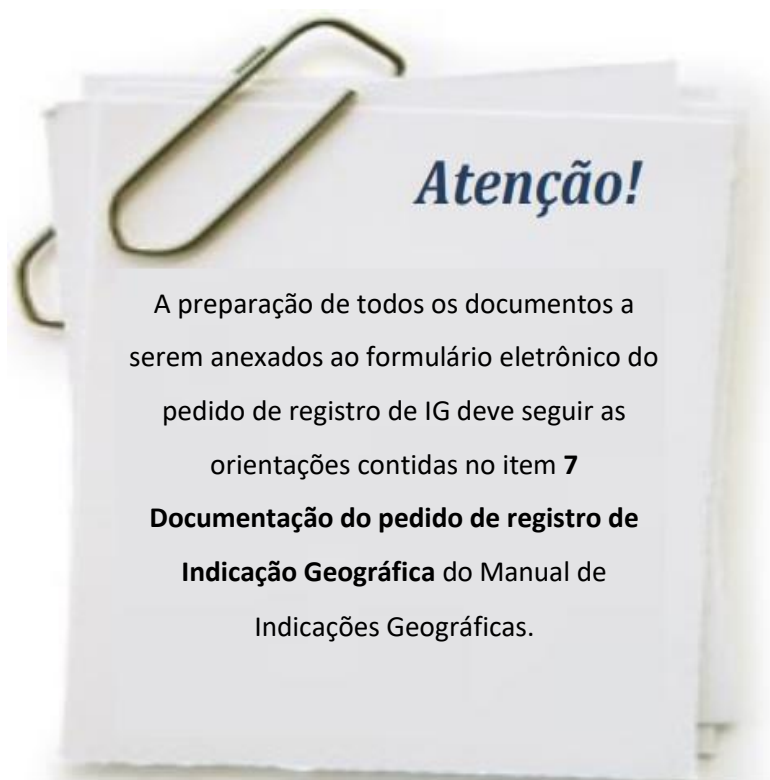 Atenção!
A preparação de todos os documentos a
serem anexados ao formulário eletrônico do
pedido de registro de IG deve seguir as
orientações contidas no item 7
Documentação do pedido de registro de
Indicação Geográfica do Manual de
Indicações Geográficas.